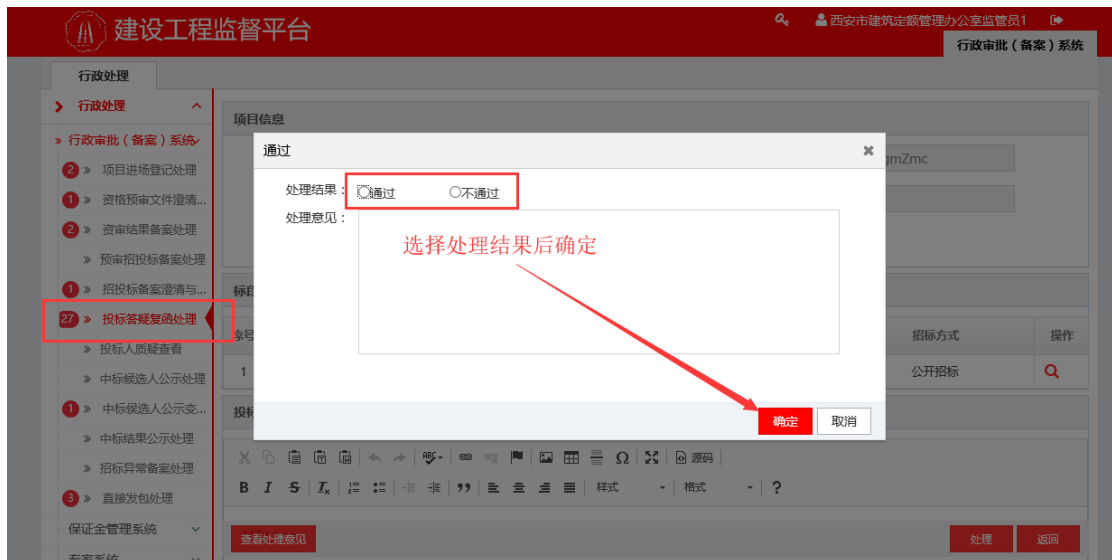 建设工程监督平台
西安市建筑定额管理办公室监管员1
行政审批（备案）系统
行政处理
行政处理
行政审批（备案）系统
2 » 项目进场登记处理
1 » 资格预审文件澄清...
2 » 资审结果备案处理
» 预审招投标备案处理
1 » 招投标备案澄清与...
27 » 投标答疑复函处理
» 投标人质疑查看
» 中标候选人公示处理
1 » 中标侯选人公示变...
» 中标结果公示处理
» 招标异常备案处理
3 » 直接发包处理
保证金管理系统
专家系统
项目信息
gmZmc
通过
处理结果： 通过 不通过
处理意见：
选择处理结果后确定
确定 取消
标段
序号 招标方式 操作
1 公开招标
投标
源码
B I S Ix 样式 格式 ?
查看处理意见 处理 返回